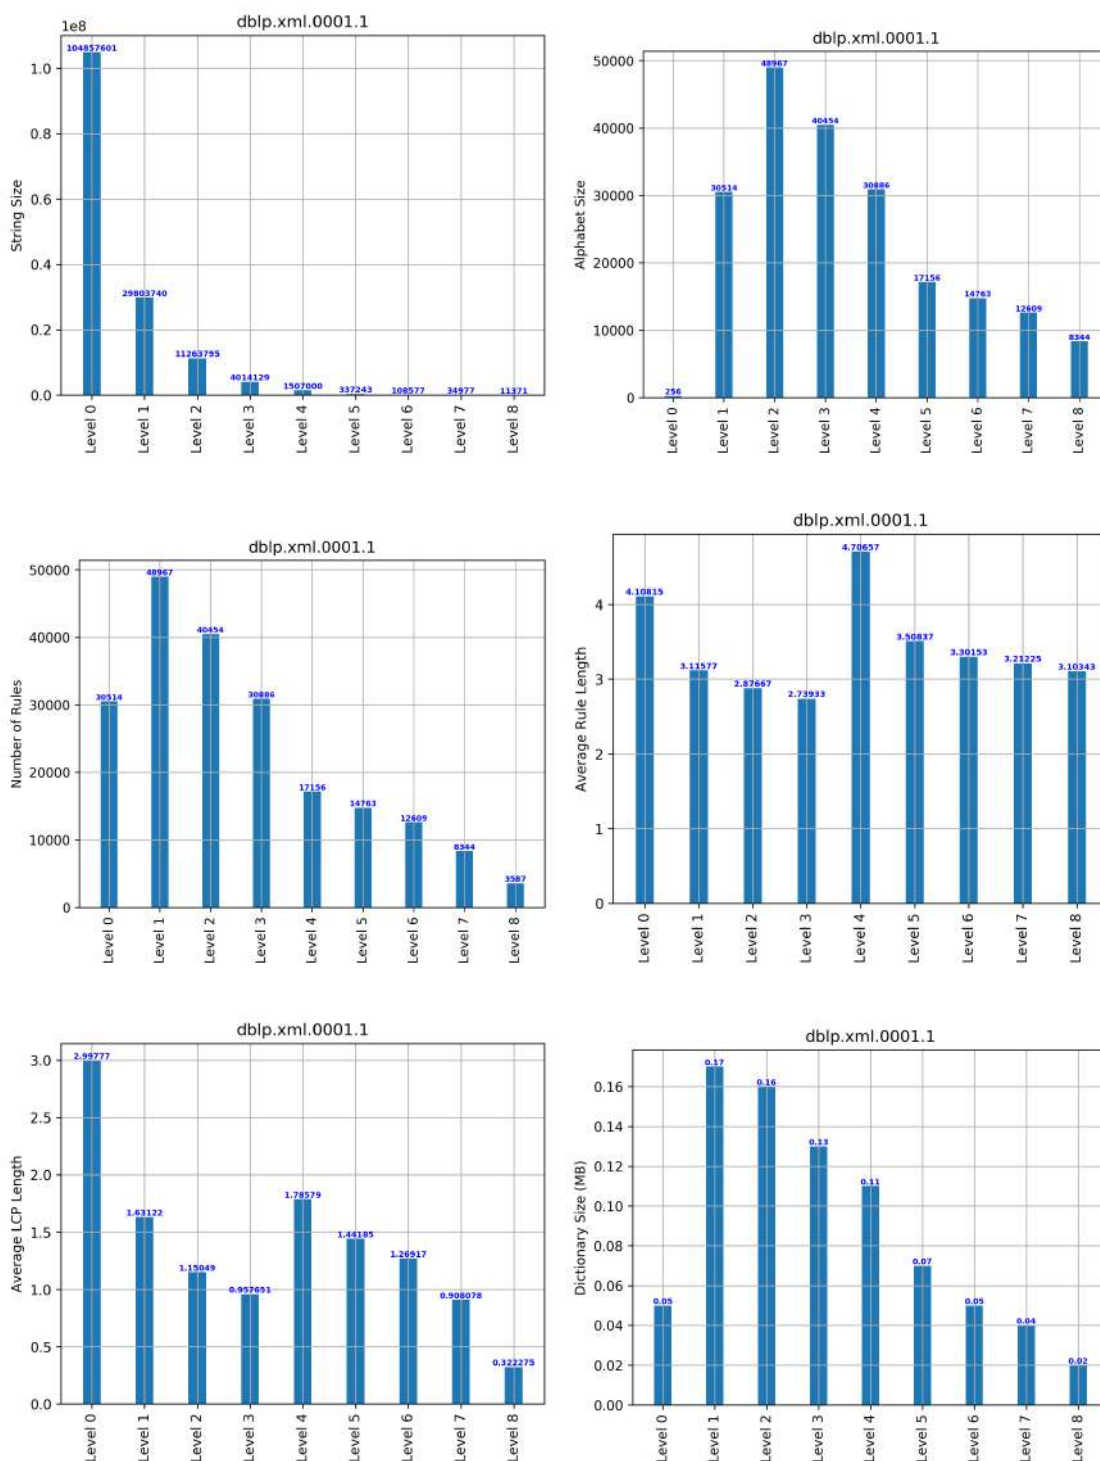 dblp.xml.0001.1
1e8
String Size
1.0
0.8
0.6
0.4
0.2
0.0
104857601
29803740
11263795
4014129
1507000
337243
108577
34977
11371
Level 0
Level 1
Level 2
Level 3
Level 4
Level 5
Level 6
Level 7
Level 8
dblp.xml.0001.1
Alphabet Size
50000
40000
30000
20000
10000
0
256
30514
48967
40454
30886
17156
14763
12609
8344
Level 0
Level 1
Level 2
Level 3
Level 4
Level 5
Level 6
Level 7
Level 8
dblp.xml.0001.1
Number of Rules
50000
40000
30000
20000
10000
0
30514
48967
40454
30886
17156
14763
12609
8344
3587
Level 0
Level 1
Level 2
Level 3
Level 4
Level 5
Level 6
Level 7
Level 8
dblp.xml.0001.1
Average Rule Length
4
3
2
1
0
4.10815
3.11577
2.87667
2.73933
4.70657
3.50837
3.30153
3.21225
3.10343
Level 0
Level 1
Level 2
Level 3
Level 4
Level 5
Level 6
Level 7
Level 8
dblp.xml.0001.1
Average LCP Length
3.0
2.5
2.0
1.5
1.0
0.5
0.0
2.99777
1.63122
1.15049
0.957651
1.78579
1.44185
1.26917
0.908078
0.322275
Level 0
Level 1
Level 2
Level 3
Level 4
Level 5
Level 6
Level 7
Level 8
dblp.xml.0001.1
Dictionary Size (MB)
0.16
0.14
0.12
0.10
0.08
0.06
0.04
0.02
0.00
0.05
0.17
0.16
0.13
0.11
0.07
0.05
0.04
0.02
Level 0
Level 1
Level 2
Level 3
Level 4
Level 5
Level 6
Level 7
Level 8